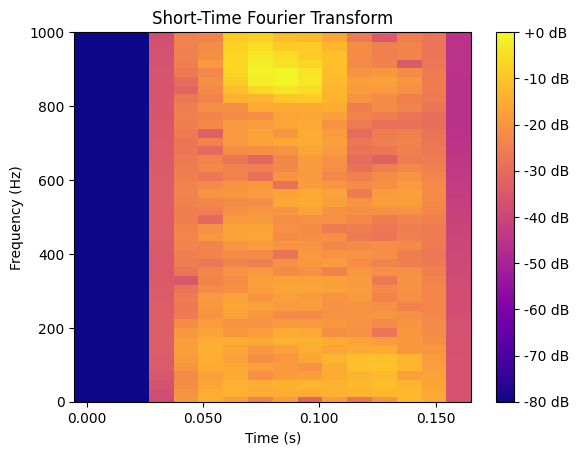 Short-Time Fourier Transform
Frequency (Hz)
1000
800
600
400
200
0
0.000
0.050
0.100
0.150
Time (s)
+0 dB
-10 dB
-20 dB
-30 dB
-40 dB
-50 dB
-60 dB
-70 dB
-80 dB